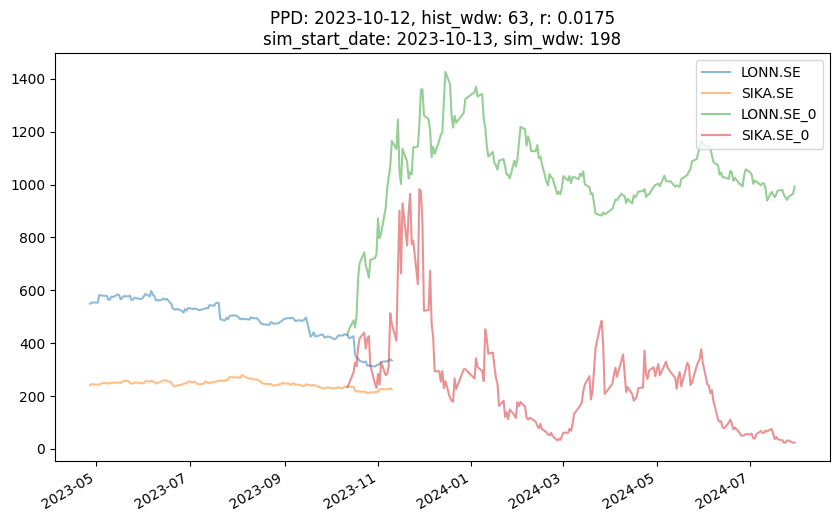 PPD: 2023-10-12, hist_wdw: 63, r: 0.0175
sim_start_date: 2023-10-13, sim_wdw: 198
LONN.SE
SIKA.SE
LONN.SE_0
SIKA.SE_0
1400
1200
1000
800
600
400
200
0
2023-05
2023-07
2023-09
2023-11
2024-01
2024-03
2024-05
2024-07